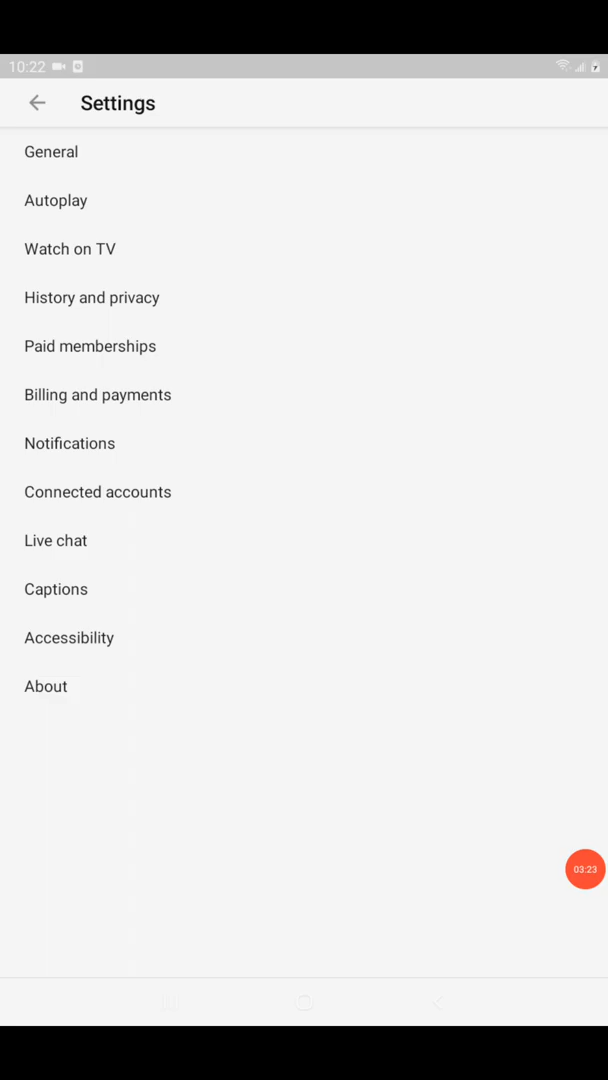 10:22
Settings
General
Autoplay
Watch on TV
History and privacy
Paid memberships
Billing and payments
Notifications
Connected accounts
Live chat
Captions
Accessibility
About
03:23